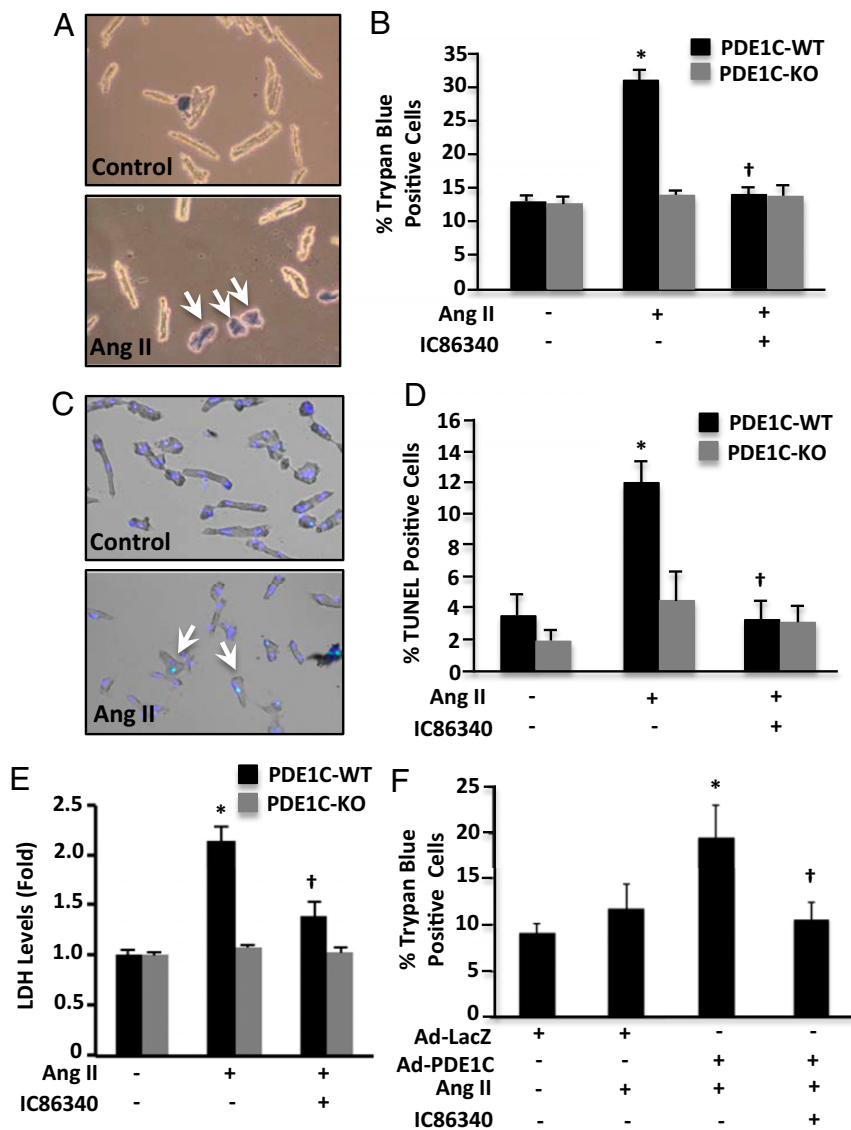 A
Control
Ang II
B
PDE1C-WT
PDE1C-KO
% Trypan Blue
Positive Cells
35
30
25
20
15
10
5
0
*
†
Ang II - + +
IC86340 - - +
C
Control
Ang II
D
PDE1C-WT
PDE1C-KO
% TUNEL Positive Cells
16
14
12
10
8
6
4
2
0
*
†
Ang II - + +
IC86340 - - +
E
PDE1C-WT
PDE1C-KO
LDH Levels (Fold)
2.5
2.0
1.5
1.0
0.5
0
*
†
Ang II - + +
IC86340 - - +
F
% Trypan Blue
Positive Cells
25
20
15
10
5
0
*
†
Ad-LacZ + + - -
Ad-PDE1C - - + +
Ang II - + + +
IC86340 - - - +